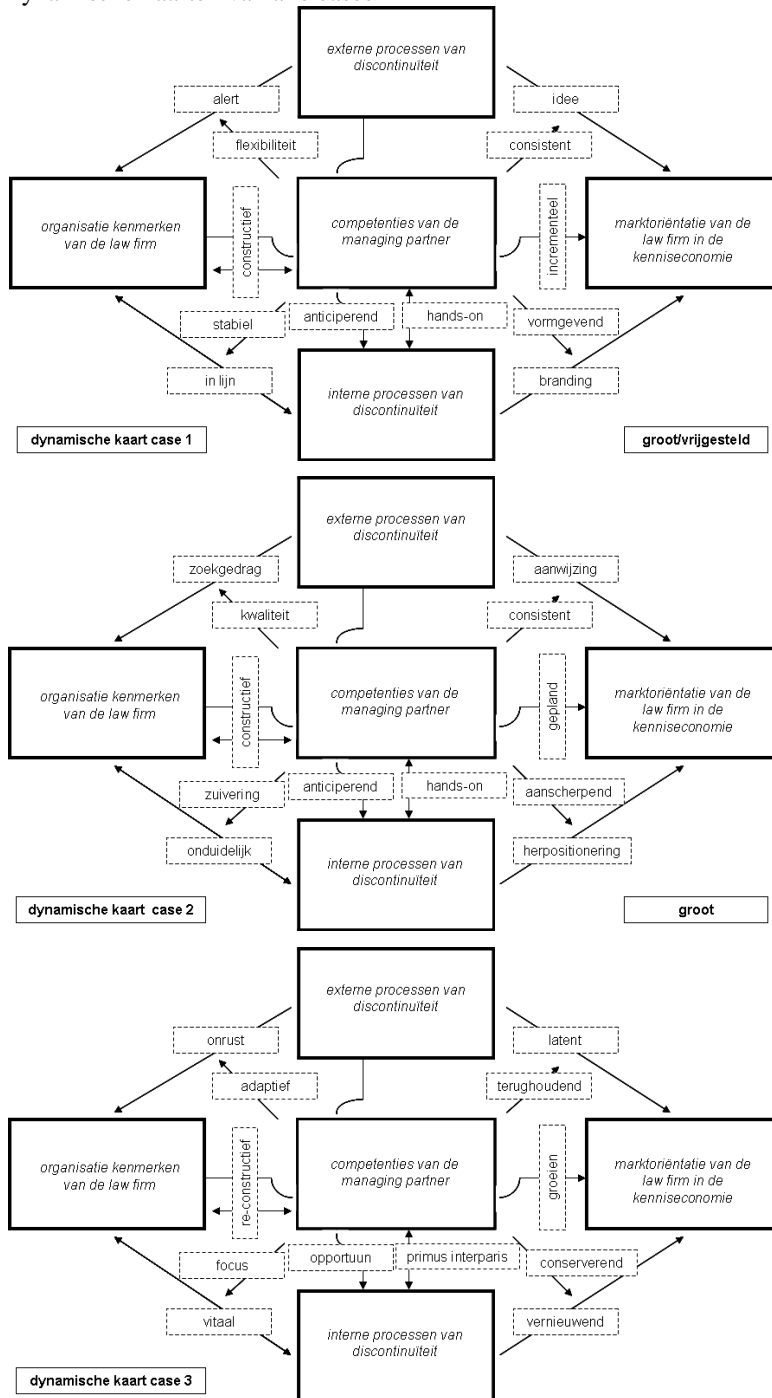 externe processen van
discontinuïteit
alert
idee
flexibiliteit
consistent
organisatie kenmerken
van de law firm
constructief
competenties van de
managing partner
incrementeel
marktoriëntatie van de
law firm in de
kenniseconomie
stabiel
anticiperend
hands-on
vormgevend
in lijn
interne processen van
discontinuïteit
branding
dynamische kaart case 1
groot/vrijgesteld
externe processen van
discontinuïteit
zoekgedrag
aanwijzing
kwaliteit
consistent
organisatie kenmerken
van de law firm
constructief
competenties van de
managing partner
gepland
marktoriëntatie van de
law firm in de
kenniseconomie
zuivering
anticiperend
hands-on
aanscherpend
onduidelijk
interne processen van
discontinuïteit
herpositionering
dynamische kaart case 2
groot
externe processen van
discontinuïteit
onrust
latent
adaptief
terughoudend
organisatie kenmerken
van de law firm
re-constructief
competenties van de
managing partner
groeien
marktoriëntatie van de
law firm in de
kenniseconomie
focus
opportuun
primus interparis
conserverend
vitaal
interne processen van
discontinuïteit
vernieuwend
dynamische kaart case 3